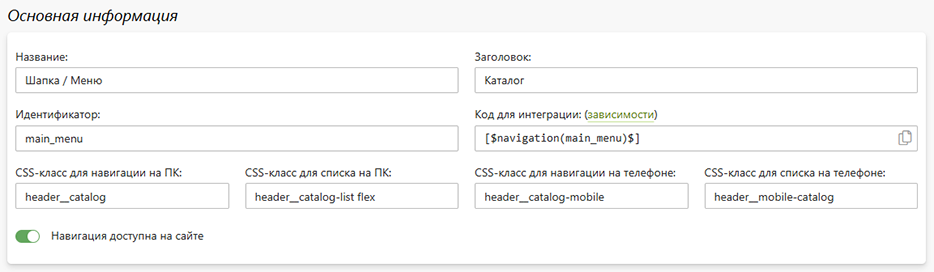 Основная информация
Название: Заголовок:
Шапка / Меню Каталог
Идентификатор: Код для интеграции: (зависимости)
main_menu [$navigation(main_menu)$]
CSS-класс для навигации на ПК: CSS-класс для списка на ПК: CSS-класс для навигации на телефоне: CSS-класс для списка на телефоне:
header__catalog header__catalog-list flex header__catalog-mobile header__mobile-catalog
Навигация доступна на сайте